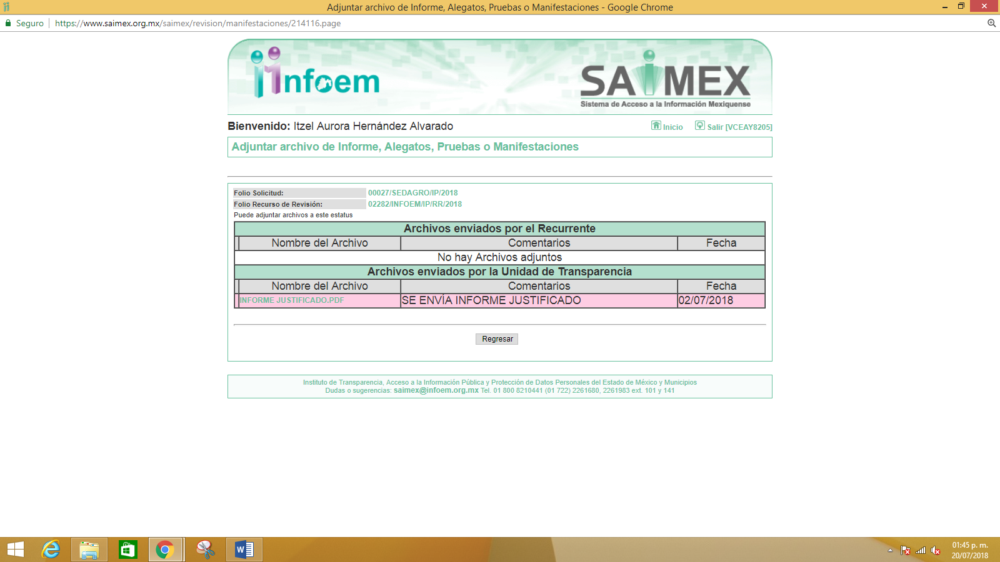 Adjuntar archivo de Informe, Alegatos, Pruebas o Manifestaciones - Google Chrome
Seguro https://www.saimex.org.mx/saimex/revision/manifestaciones/214116.page
infoem SAIMEX
Sistema de Acceso a la Información Mexiquense
Bienvenido: Itzel Aurora Hernández Alvarado Inicio Salir [VCEAY8205]
Adjuntar archivo de Informe, Alegatos, Pruebas o Manifestaciones
Folio Solicitud: 00027/SEDAGRO/IP/2018
Folio Recurso de Revisión: 02282/INFOEM/IP/RR/2018
Puede adjuntar archivos a este estatus
Archivos enviados por el Recurrente
Nombre del Archivo Comentarios Fecha
No hay Archivos adjuntos
Archivos enviados por la Unidad de Transparencia
Nombre del Archivo Comentarios Fecha
INFORME JUSTIFICADO.PDF SE ENVÍA INFORME JUSTIFICADO 02/07/2018
Regresar
Instituto de Transparencia, Acceso a la Información Pública y Protección de Datos Personales del Estado de México y Municipios
Dudas o sugerencias: saimex@infoem.org.mx Tel. 01 800 8210441 (01 722) 2261680, 2261983 ext. 101 y 141
01:45 p. m.
20/07/2018